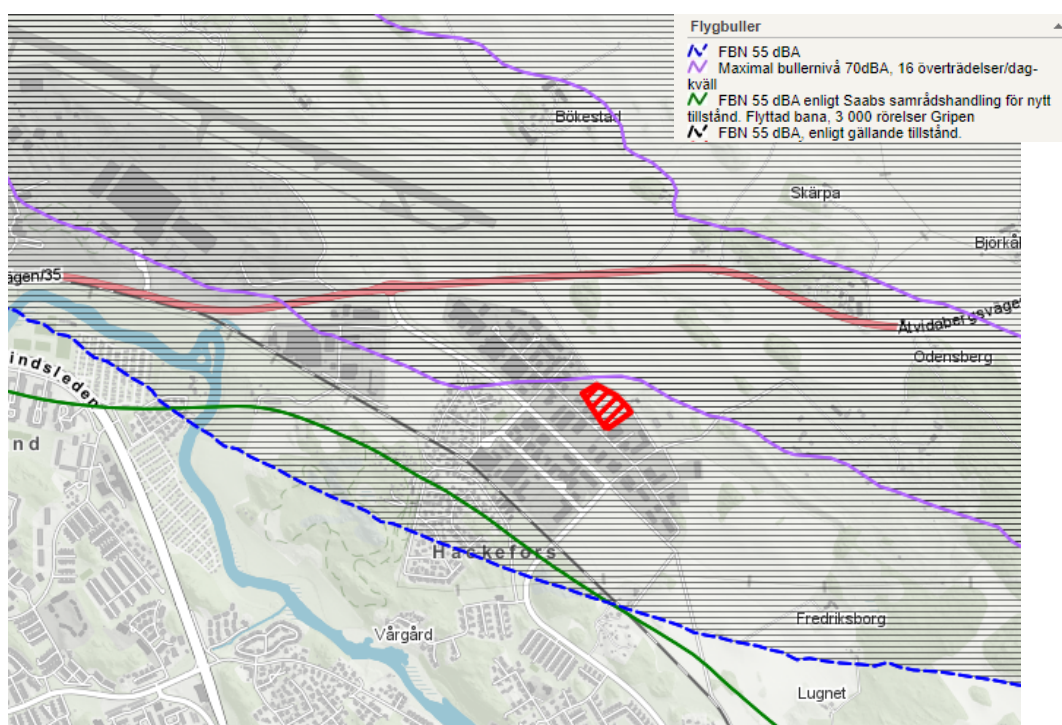 Flygbuller
FBN 55 dBA
Maximal bullernivå 70dBA, 16 överträdelser/dag-
kväll
FBN 55 dBA enligt Saabs samrådshandling för nytt
tillstånd. Flyttad bana, 3 000 rörelser Gripen
FBN 55 dBA, enligt gällande tillstånd.
Bökestad
Skärpa
Björkål
agen/35
Åtvidabergsväge
Odensberg
indsleden
nd
Hackefors
Fredriksborg
Vårgård
Lugnet